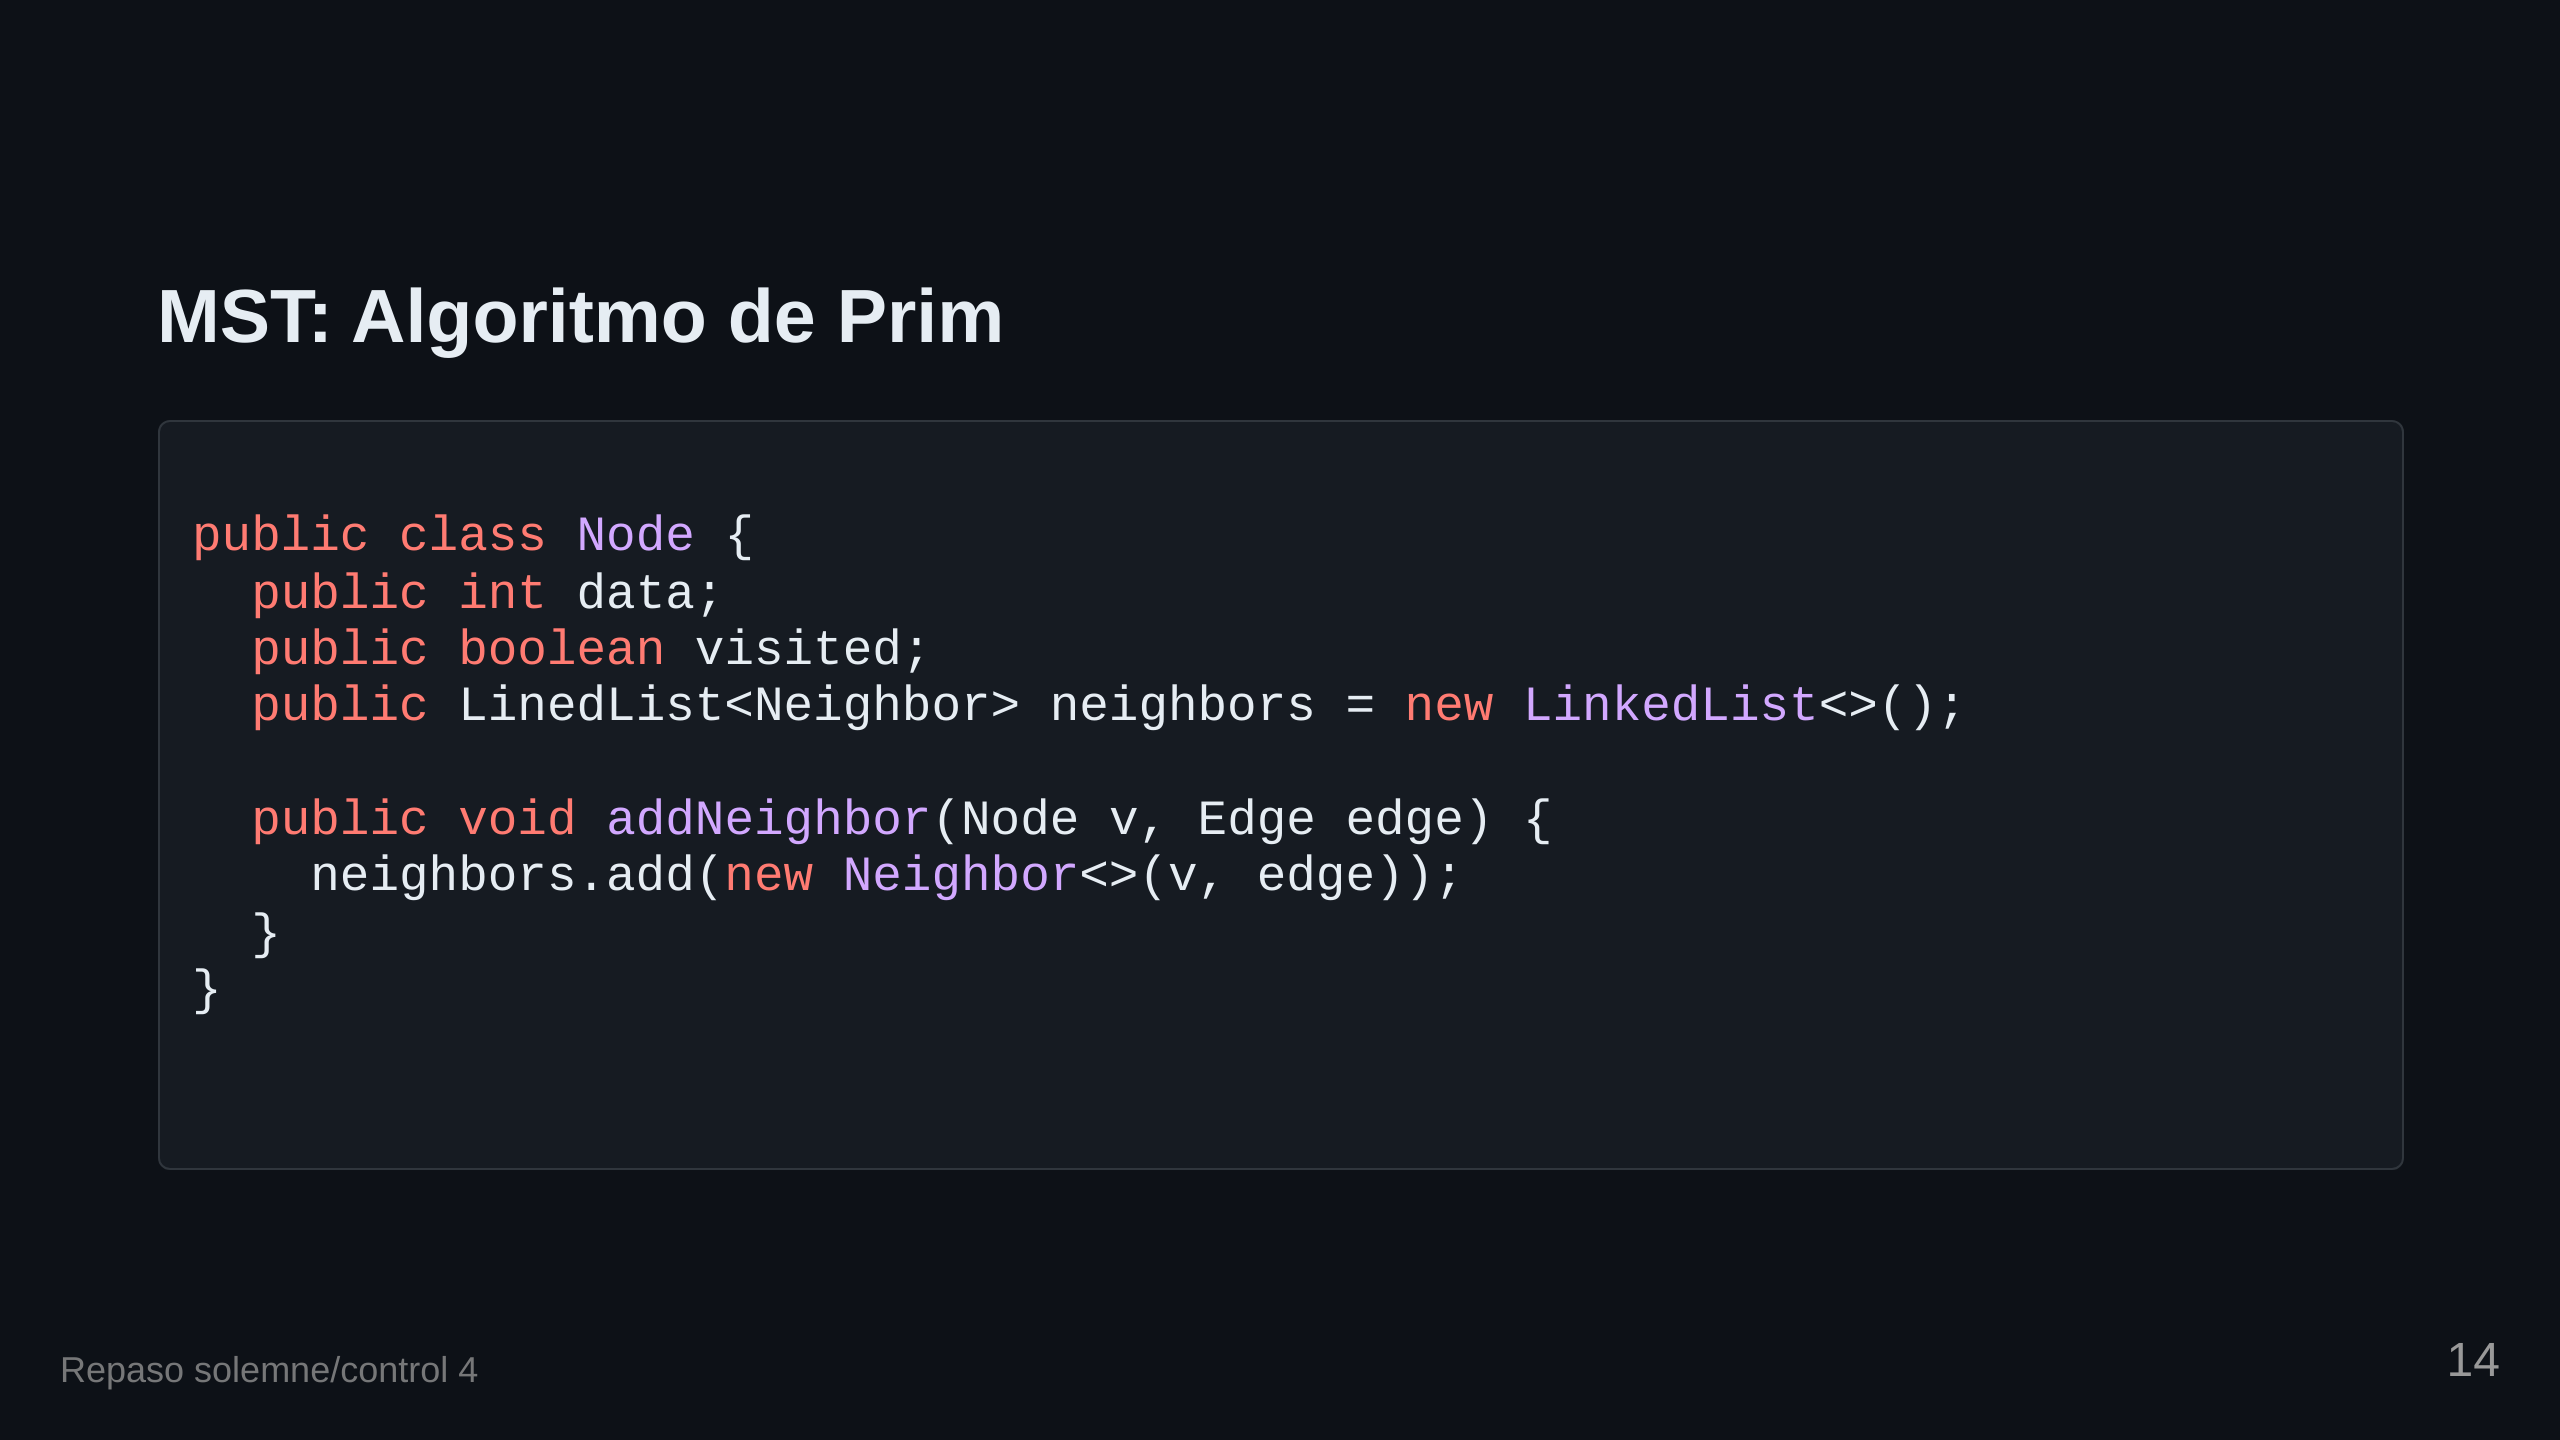 MST: Algoritmo de Prim
public class Node {
  public int data;
  public boolean visited;
  public LinedList<Neighbor> neighbors = new LinkedList<>();

  public void addNeighbor(Node v, Edge edge) {
    neighbors.add(new Neighbor<>(v, edge));
  }
}
Repaso solemne/control 4
14